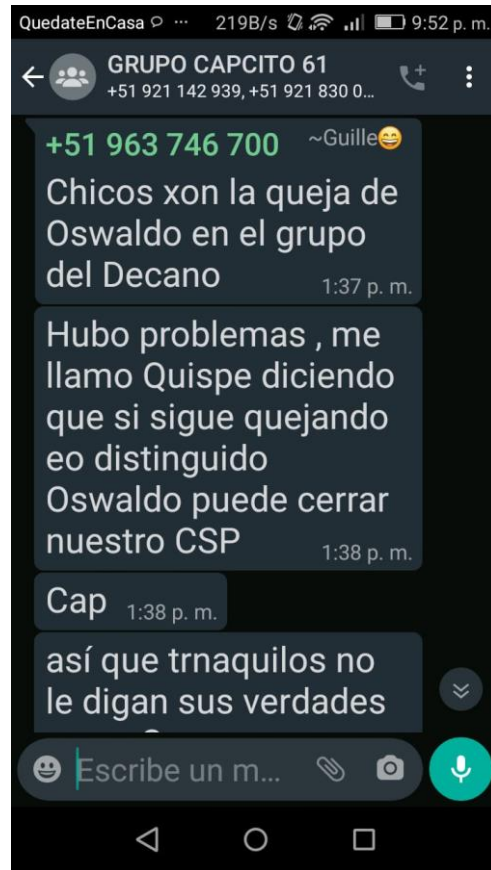 QuedateEnCasa ... 219B/s 9:52 p. m.
GRUPO CAPCITO 61
+51 921 142 939, +51 921 830 0...
+51 963 746 700 ~Guille😄
Chicos xon la queja de
Oswaldo en el grupo
del Decano
1:37 p. m.
Hubo problemas , me
llamo Quispe diciendo
que si sigue quejando
eo distinguido
Oswaldo puede cerrar
nuestro CSP
1:38 p. m.
Cap 1:38 p. m.
así que trnaquilos no
le digan sus verdades
Escribe un m...